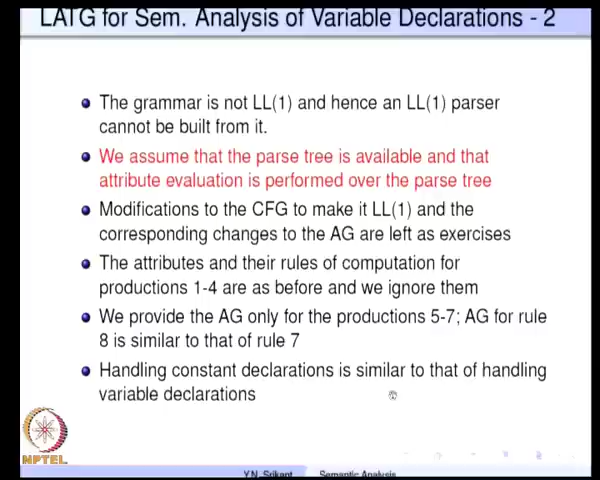 LATG for Sem. Analysis of Variable Declarations - 2
The grammar is not LL(1) and hence an LL(1) parser
cannot be built from it.
We assume that the parse tree is available and that
attribute evaluation is performed over the parse tree
Modifications to the CFG to make it LL(1) and the
corresponding changes to the AG are left as exercises
The attributes and their rules of computation for
productions 1-4 are as before and we ignore them
We provide the AG only for the productions 5-7; AG for rule
8 is similar to that of rule 7
Handling constant declarations is similar to that of handling
variable declarations
NPTEL
Y.N. Srikant Semantic Analysis